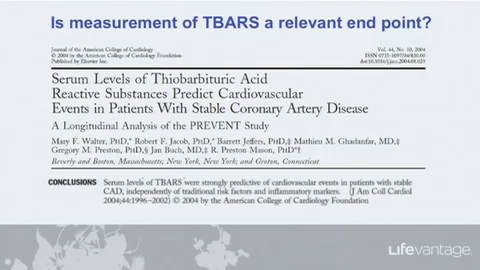 Is measurement of TBARS a relevant end point?
Journal of the American College of Cardiology
© 2004 by the American College of Cardiology Foundation
Published by Elsevier Inc.
Vol. 44, No. 10, 2004
ISSN 0735-1097/04/$30.00
doi:10.1016/j.jacc.2004.08.029
Serum Levels of Thiobarbituric Acid
Reactive Substances Predict Cardiovascular
Events in Patients With Stable Coronary Artery Disease
A Longitudinal Analysis of the PREVENT Study
Mary F. Walter, PhD,* Robert F. Jacob, PhD,* Barrett Jeffers, PhD,‡ Mathieu M. Ghadanfar, MD,‡
Gregory M. Preston, PhD,§ Jan Buch, MD,‡ R. Preston Mason, PhD*†
Beverly and Boston, Massachusetts; New York, New York; and Groton, Connecticut
CONCLUSIONS Serum levels of TBARS were strongly predictive of cardiovascular events in patients with stable
CAD, independently of traditional risk factors and inflammatory markers. (J Am Coll Cardiol
2004;44:1996–2002) © 2004 by the American College of Cardiology Foundation
Lifevantage.